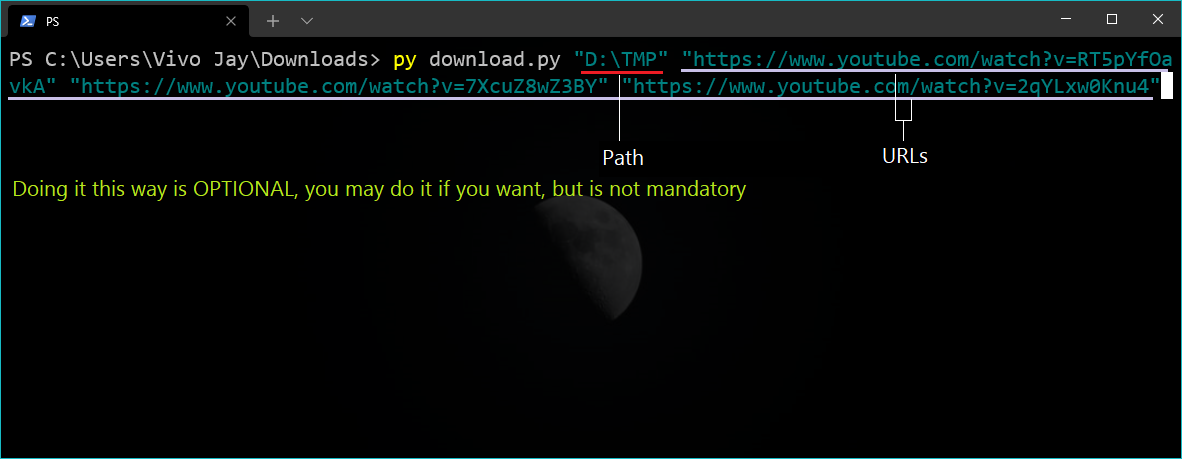 PS
PS C:\Users\Vivo Jay\Downloads> py download.py "D:\TMP" "https://www.youtube.com/watch?v=RT5pYfOa
vkA" "https://www.youtube.com/watch?v=7XcuZ8wZ3BY" "https://www.youtube.com/watch?v=2qYLxw0Knu4"
Path
URLs
Doing it this way is OPTIONAL, you may do it if you want, but is not mandatory